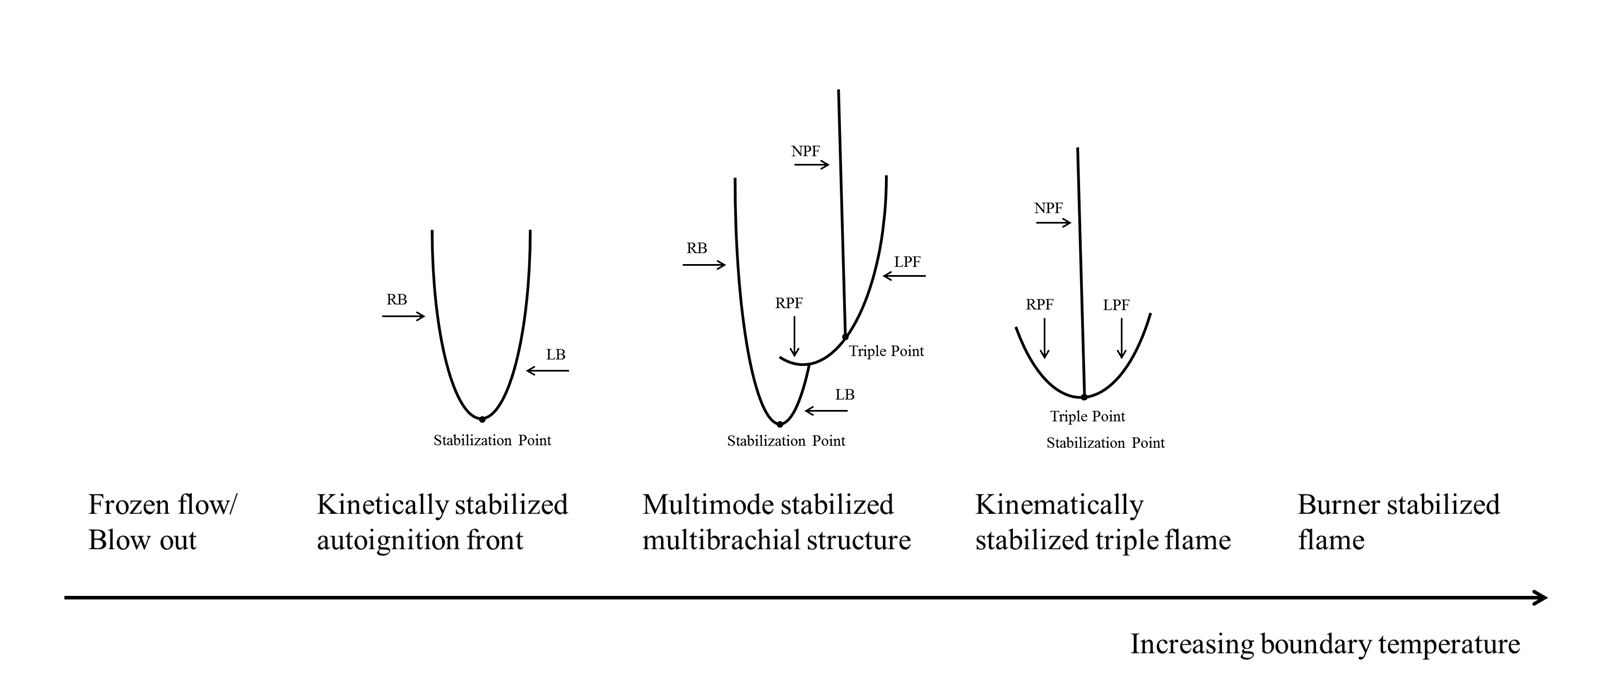 NPF
RB
LPF
RPF
Triple Point
LB
Stabilization Point
RB
LB
Stabilization Point
NPF
RPF
LPF
Triple Point
Stabilization Point
Frozen flow/
Blow out
Kinetically stabilized
autoignition front
Multimode stabilized
multibrachial structure
Kinematically
stabilized triple flame
Burner stabilized
flame
Increasing boundary temperature